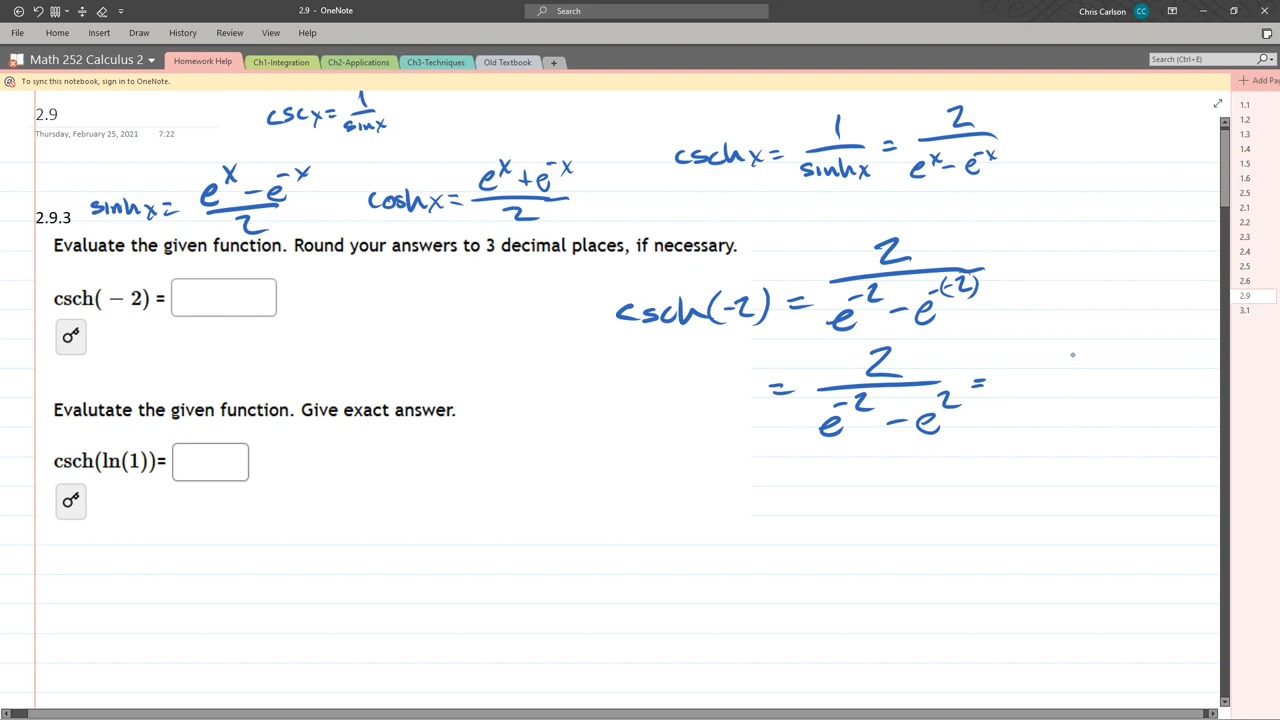 2.9 - OneNote
Search
Chris Carlson CC
File Home Insert Draw History Review View Help
Math 252 Calculus 2 Homework Help Ch1-Integration Ch2-Applications Ch3-Techniques Old Textbook + Search (Ctrl+E)
To sync this notebook, sign in to OneNote.
+ Add Pag
2.9
Thursday, February 25, 2021 7:22
csc x = 1/sin x
csch x = 1/sinh x = 2/(e^x - e^-x)
sinh x = (e^x - e^-x)/2
cosh x = (e^x + e^-x)/2
2.9.3
Evaluate the given function. Round your answers to 3 decimal places, if necessary.
csch( - 2) =
csch(-2) = 2/(e^-2 - e^-(-2))
= 2/(e^-2 - e^2) =
Evalutate the given function. Give exact answer.
csch(ln(1))=
1.1
1.2
1.3
1.4
1.5
1.6
2.5
2.1
2.2
2.3
2.4
2.5
2.6
2.9
3.1